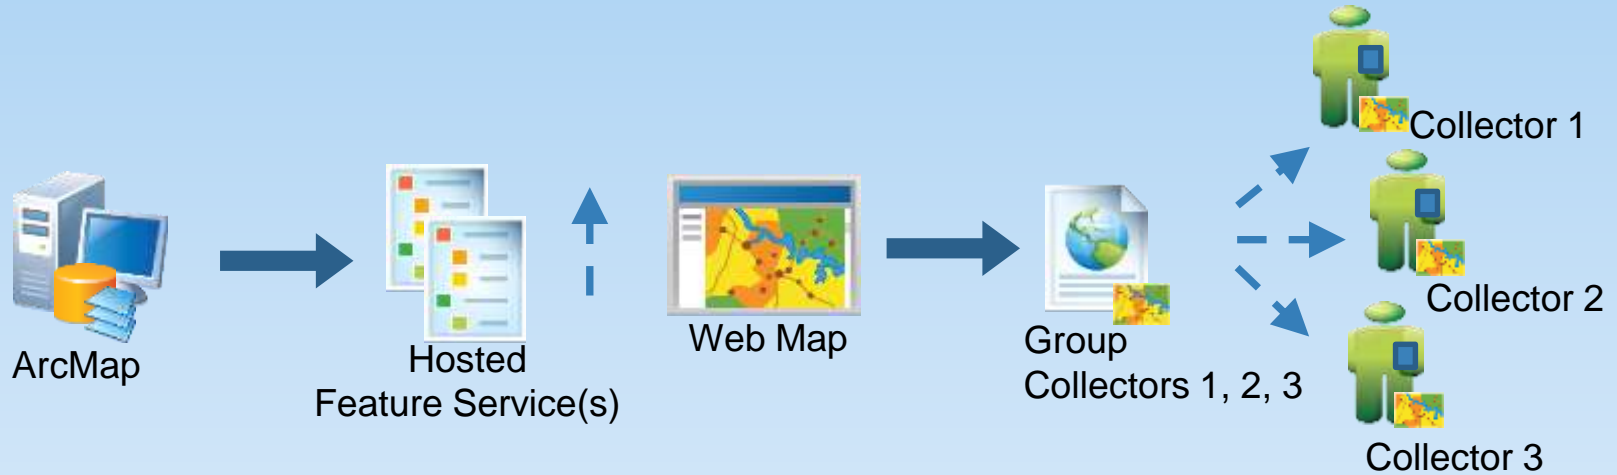 ArcMap
Hosted
Feature Service(s)
Web Map
Group
Collectors 1, 2, 3
Collector 1
Collector 2
Collector 3